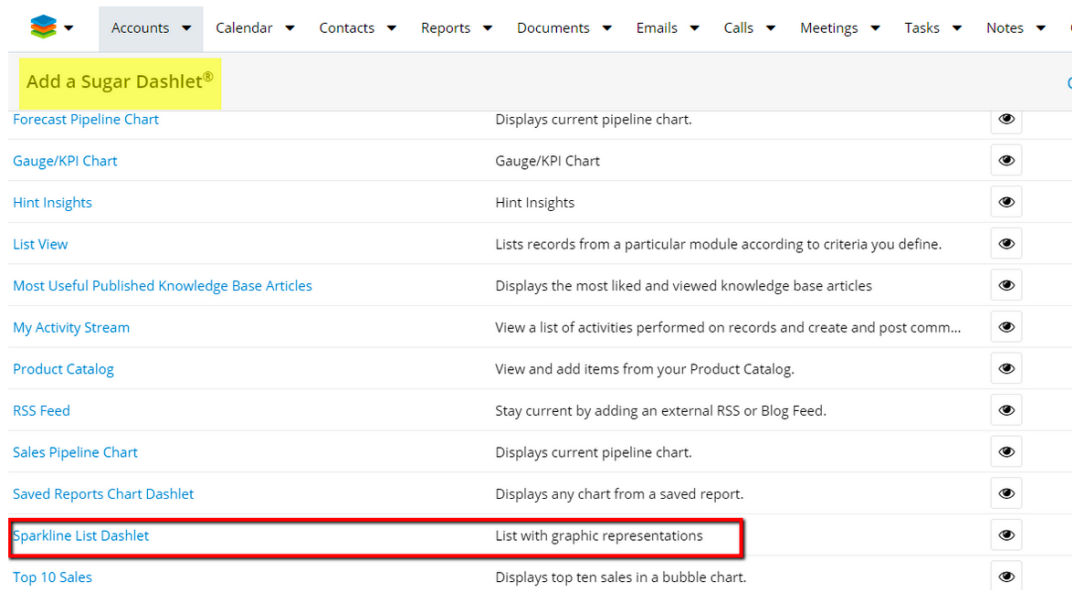 Accounts Calendar Contacts Reports Documents Emails Calls Meetings Tasks Notes
Add a Sugar Dashlet®
Forecast Pipeline Chart Displays current pipeline chart.
Gauge/KPI Chart Gauge/KPI Chart
Hint Insights Hint Insights
List View Lists records from a particular module according to criteria you define.
Most Useful Published Knowledge Base Articles Displays the most liked and viewed knowledge base articles
My Activity Stream View a list of activities performed on records and create and post comm...
Product Catalog View and add items from your Product Catalog.
RSS Feed Stay current by adding an external RSS or Blog Feed.
Sales Pipeline Chart Displays current pipeline chart.
Saved Reports Chart Dashlet Displays any chart from a saved report.
Sparkline List Dashlet List with graphic representations
Top 10 Sales Displays top ten sales in a bubble chart.